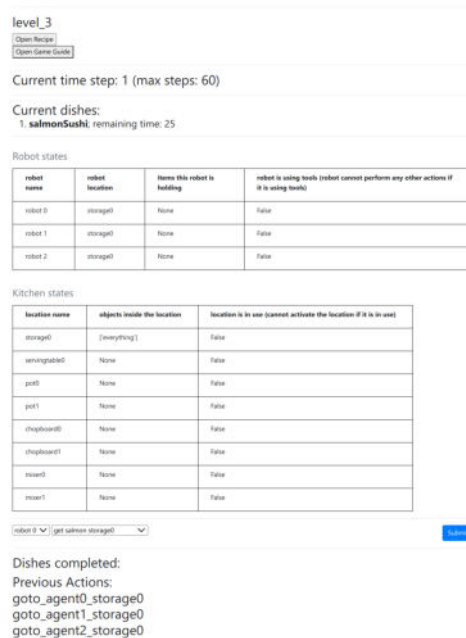 level_3
Open Recipe
Open Game Guide
Current time step: 1 (max steps: 60)
Current dishes:
1. salmonSushi; remaining time: 25
Robot states
robot name | robot location | Items this robot is holding | robot is using tools (robot cannot perform any other actions if it is using tools)
robot 0 storage0 None False
robot 1 storage0 None False
robot 2 storage0 None False
Kitchen states
location name | objects inside the location | location is in use (cannot activate the location if it is in use)
storage0 ['everything'] False
servingtable0 None False
pot0 None False
pot1 None False
chopboard0 None False
chopboard1 None False
mixer0 None False
mixer1 None False
robot 0 get salmon storage0
Submit
Dishes completed:
Previous Actions:
goto_agent0_storage0
goto_agent1_storage0
goto_agent2_storage0